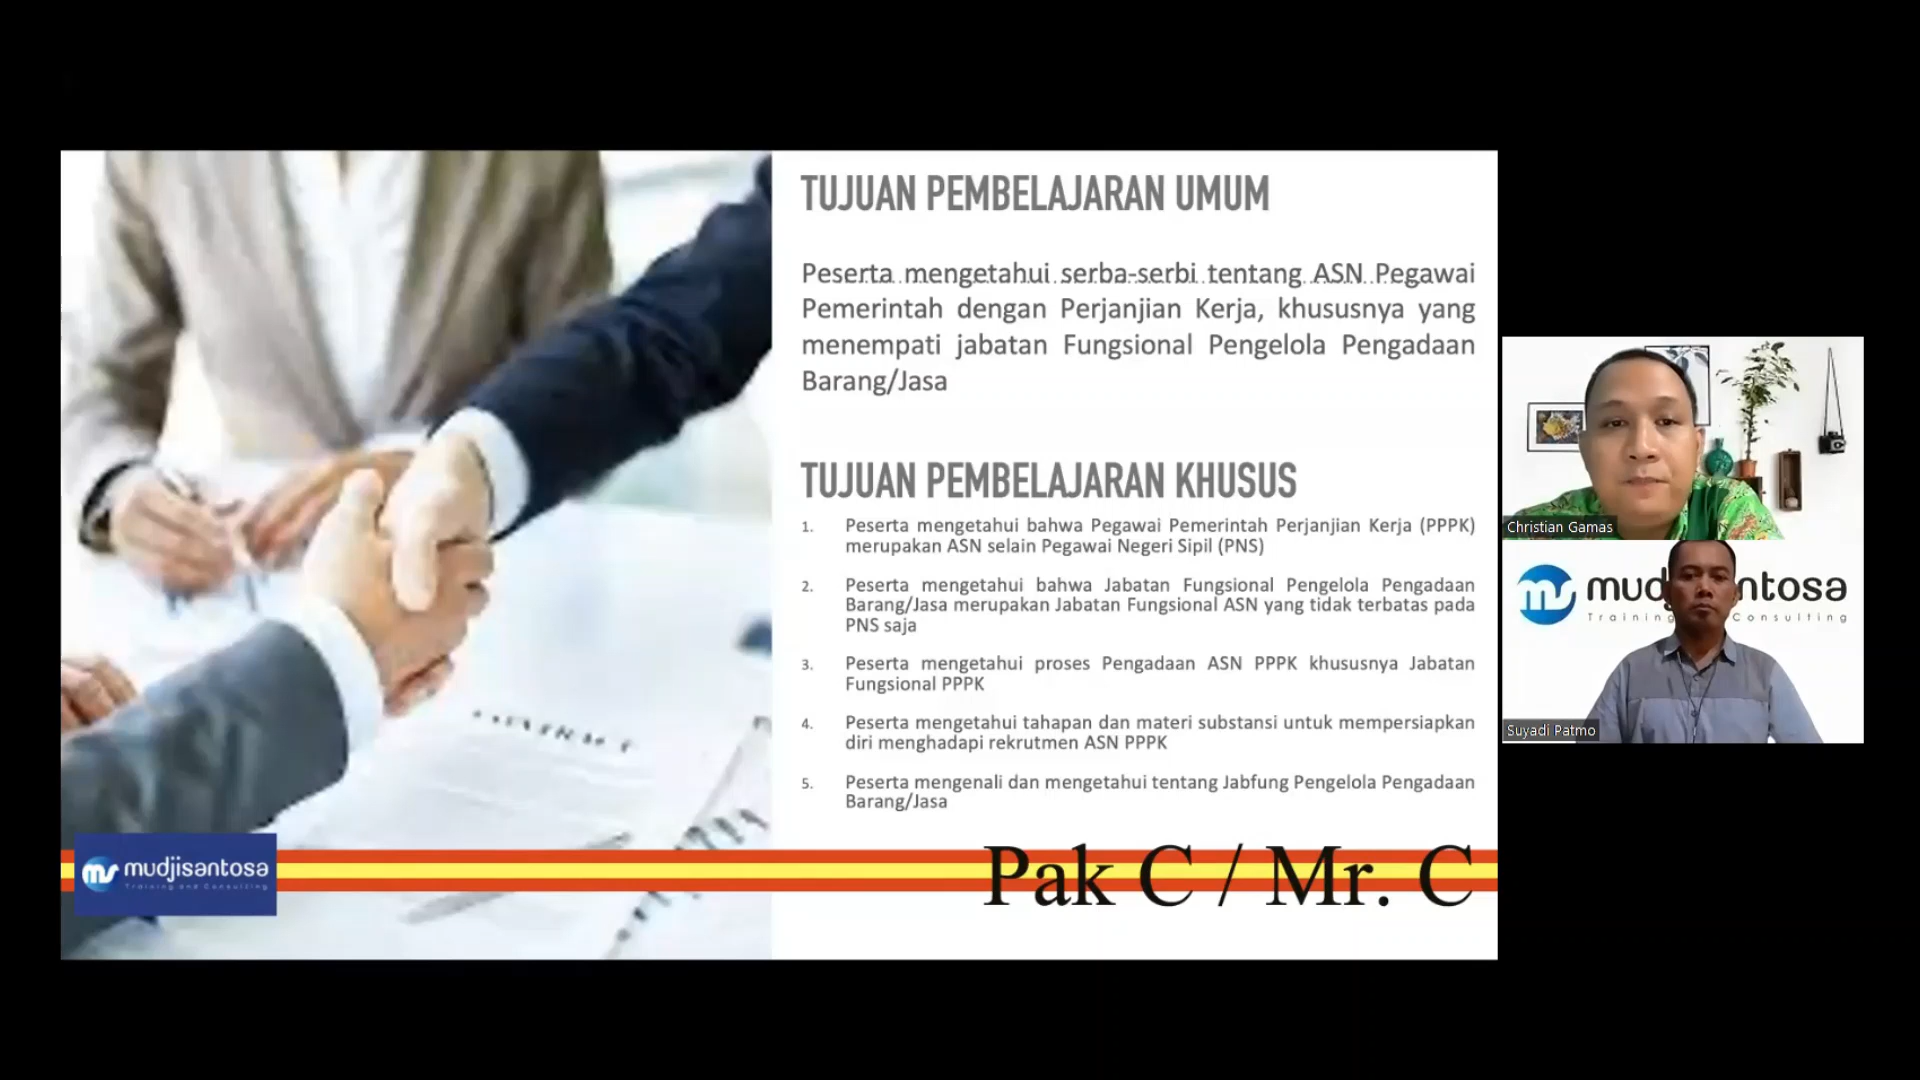 TUJUAN PEMBELAJARAN UMUM
Peserta mengetahui serba-serbi tentang ASN Pegawai
Pemerintah dengan Perjanjian Kerja, khususnya yang
menempati jabatan Fungsional Pengelola Pengadaan
Barang/Jasa
TUJUAN PEMBELAJARAN KHUSUS
1. Peserta mengetahui bahwa Pegawai Pemerintah Perjanjian Kerja (PPPK)
merupakan ASN selain Pegawai Negeri Sipil (PNS)
2. Peserta mengetahui bahwa Jabatan Fungsional Pengelola Pengadaan
Barang/Jasa merupakan Jabatan Fungsional ASN yang tidak terbatas pada
PNS saja
3. Peserta mengetahui proses Pengadaan ASN PPPK khususnya Jabatan
Fungsional PPPK
4. Peserta mengetahui tahapan dan materi substansi untuk mempersiapkan
diri menghadapi rekrutmen ASN PPPK
5. Peserta mengenali dan mengetahui tentang Jabfung Pengelola Pengadaan
Barang/Jasa
mudjisantosa
Training and Consulting
Pak C / Mr. C
Christian Gamas
ntosa
Training Consulting
Suyadi Patmo